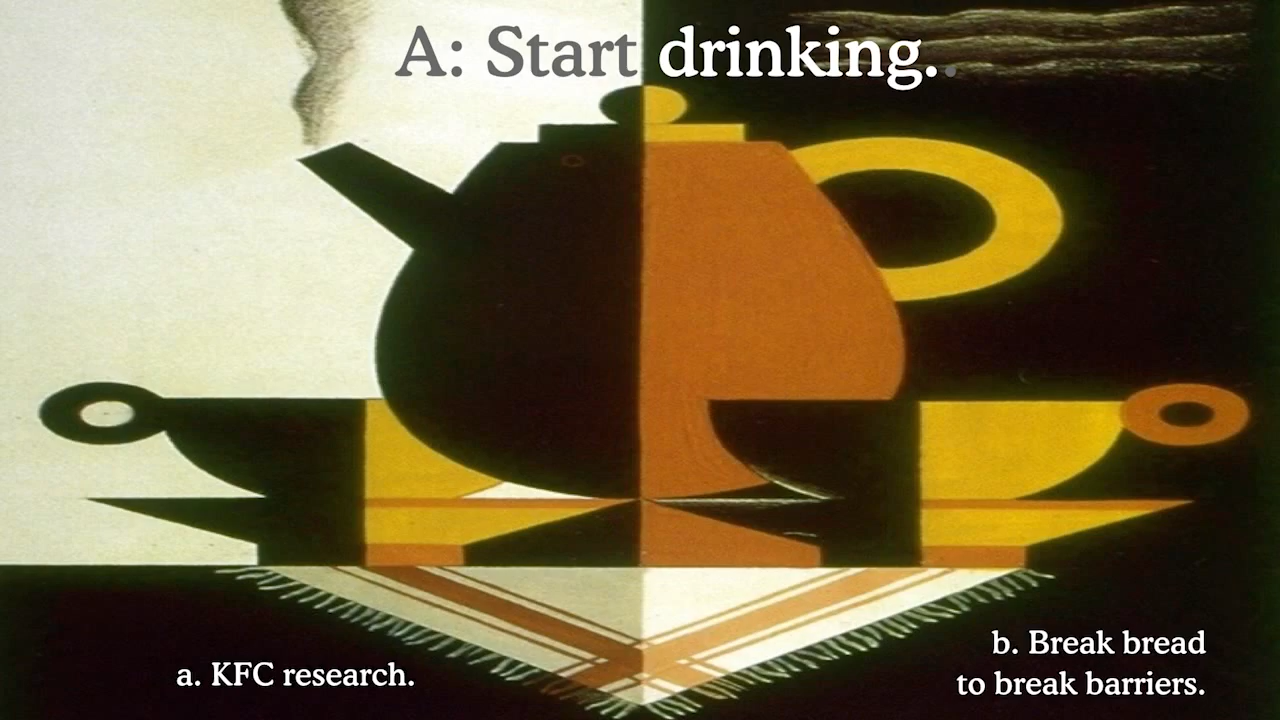 A: Start drinking..
a. KFC research.
b. Break bread
to break barriers.